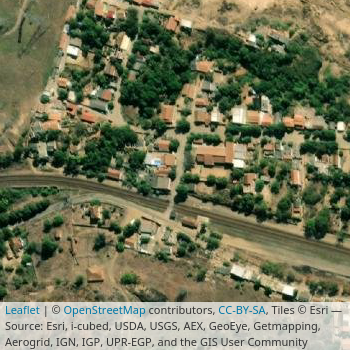 Leaflet | © OpenStreetMap contributors, CC-BY-SA, Tiles © Esri —
Source: Esri, i-cubed, USDA, USGS, AEX, GeoEye, Getmapping,
Aerogrid, IGN, IGP, UPR-EGP, and the GIS User Community